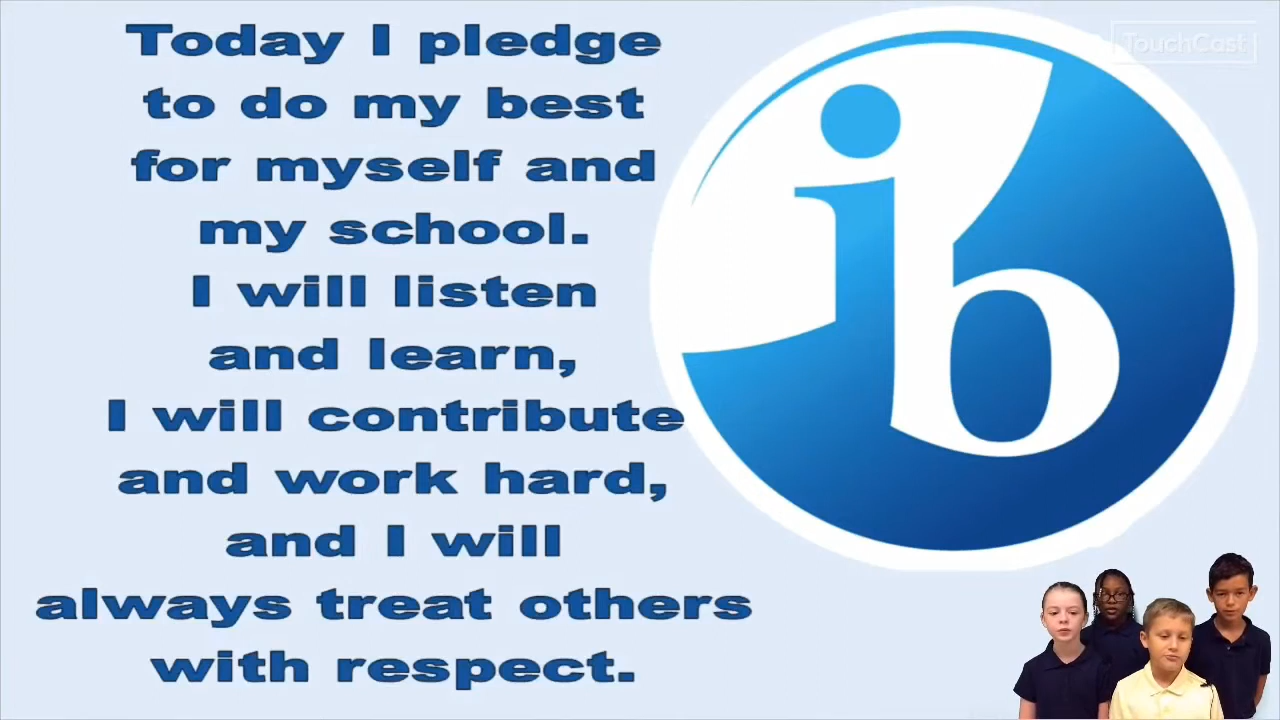 Today I pledge
to do my best
for myself and
my school.
I will listen
and learn,
I will contribute
and work hard,
and I will
always treat others
with respect.
ib
TouchCast